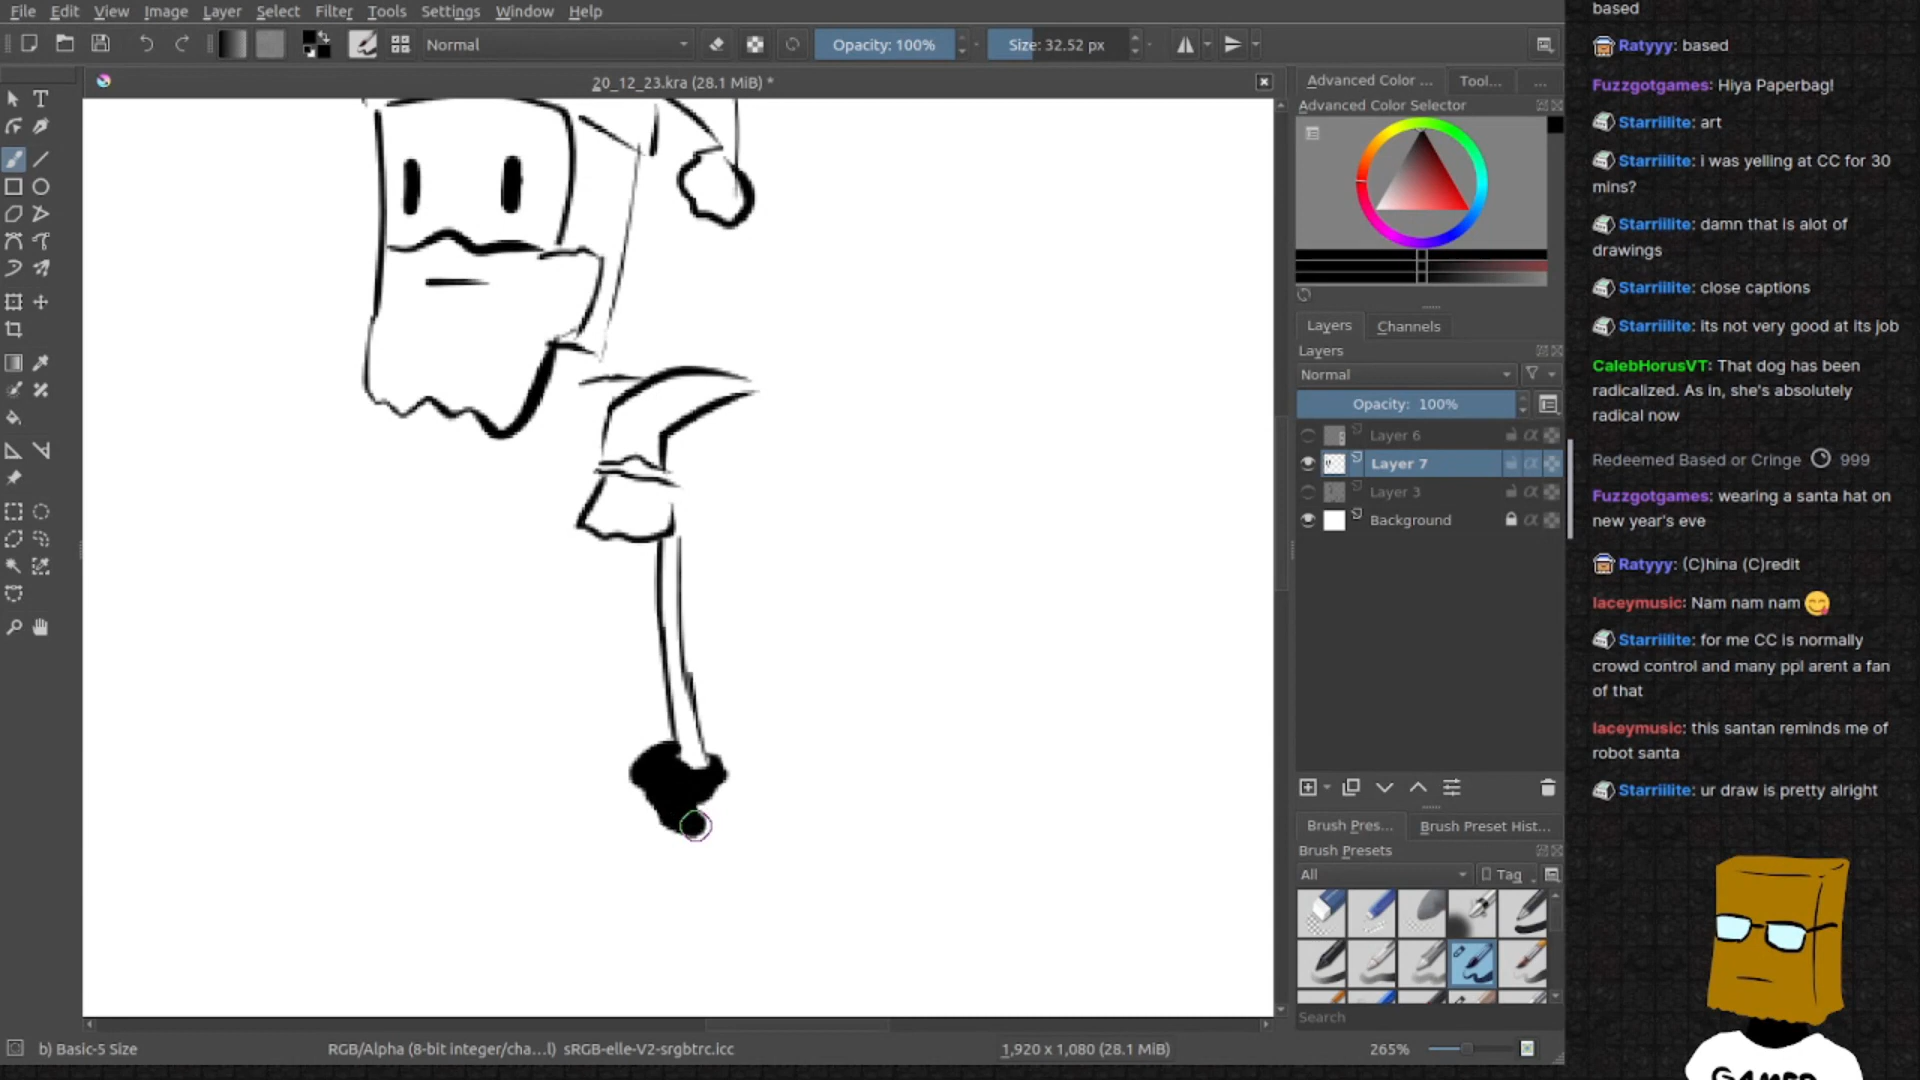 File Edit View Image Layer Select Filter Tools Settings Window Help
Normal
Opacity: 100%
Size: 32.52 px
20_12_23.kra (28.1 MiB) *
Advanced Color ...
Tool...
...
Advanced Color Selector
Layers
Channels
Layers
Normal
Opacity: 100%
Layer 6
Layer 7
Layer 3
Background
Brush Pres...
Brush Preset Hist...
Brush Presets
All
Tag
Search
b) Basic-5 Size
RGB/Alpha (8-bit integer/cha...l) sRGB-elle-V2-srgbtrc.icc
1,920 x 1,080 (28.1 MiB)
265%
based
Ratyyy: based
Fuzzgotgames: Hiya Paperbag!
Starriilite: art
Starriilite: i was yelling at CC for 30
mins?
Starriilite: damn that is alot of
drawings
Starriilite: close captions
Starriilite: its not very good at its job
CalebHorusVT: That dog has been
radicalized. As in, she's absolutely
radical now
Redeemed Based or Cringe 999
Fuzzgotgames: wearing a santa hat on
new year's eve
Ratyyy: (C)hina (C)redit
laceymusic: Nam nam nam 😋
Starriilite: for me CC is normally
crowd control and many ppl arent a fan
of that
laceymusic: this santan reminds me of
robot santa
Starriilite: ur draw is pretty alright
GAMER